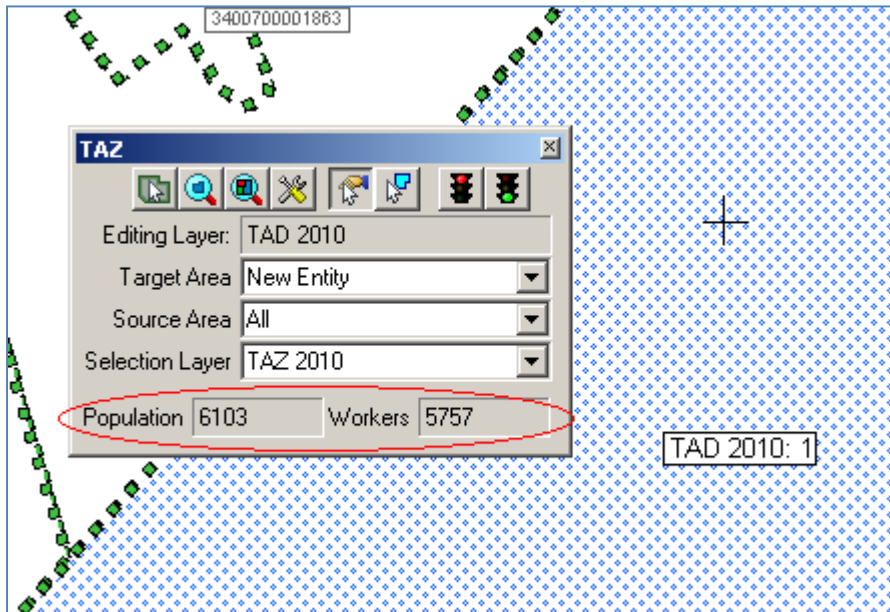 3400700001863
TAZ
Editing Layer: TAD 2010
Target Area New Entity
Source Area All
Selection Layer TAZ 2010
Population 6103 Workers 5757
TAD 2010: 1